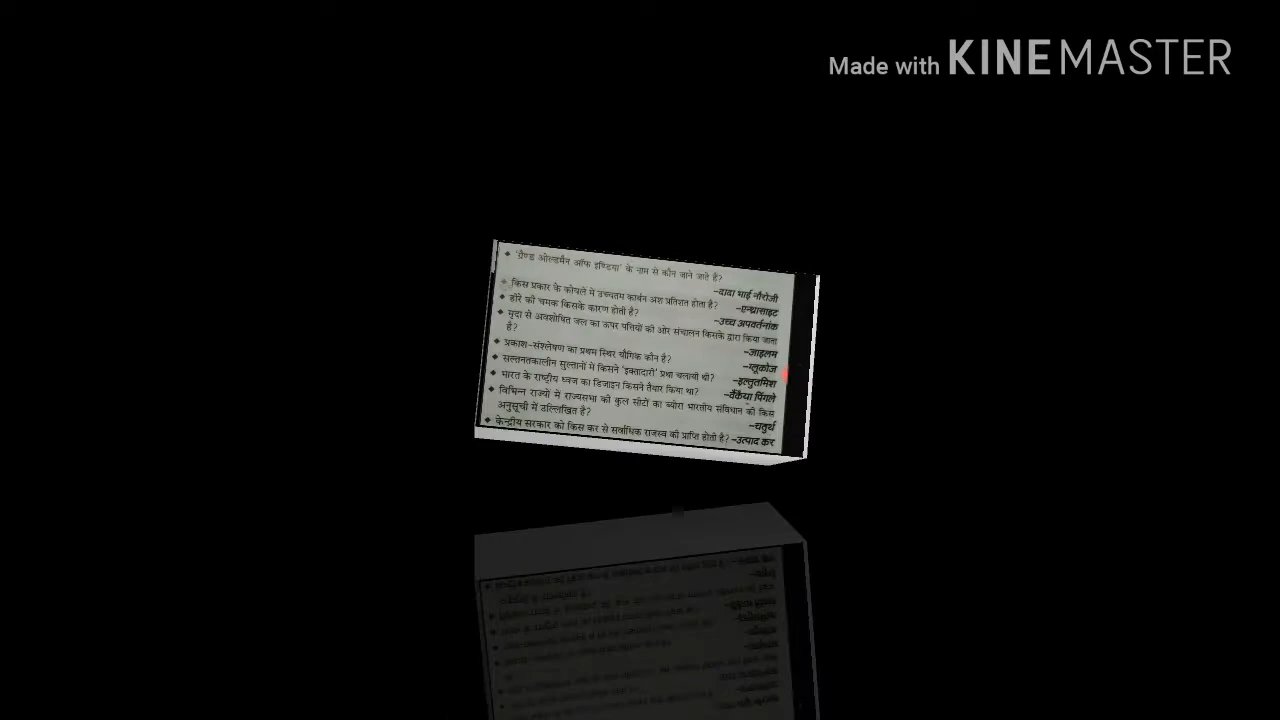 Made with KINEMASTER
❖ 'ग्रैण्ड ओल्डमैन ऑफ इण्डिया' के नाम से कौन जाने जाते हैं?
–दादा भाई नौरोजी
❖ किस प्रकार के कोयले में उच्चतम कार्बन अंश प्रतिशत होता है? –एन्थ्रासाइट
❖ हीरे की चमक किसके कारण होती है? –उच्च अपवर्तनांक
❖ मृदा से अवशोषित जल का ऊपर पत्तियों की ओर संचालन किसके द्वारा किया जाता
है? –जाइलम
❖ प्रकाश-संश्लेषण का प्रथम स्थिर यौगिक कौन है? –ग्लूकोज
❖ सल्तनतकालीन सुल्तानों में किसने 'इक्तादारी' प्रथा चलायी थी? –इल्तुतमिश
❖ भारत के राष्ट्रीय ध्वज का डिजाइन किसने तैयार किया था? –वेंकैया पिंगले
❖ विभिन्न राज्यों में राज्यसभा की कुल सीटों का ब्यौरा भारतीय संविधान की किस
अनुसूची में उल्लिखित है? –चतुर्थ
❖ केन्द्रीय सरकार को किस कर से सर्वाधिक राजस्व की प्राप्ति होती है? –उत्पाद कर